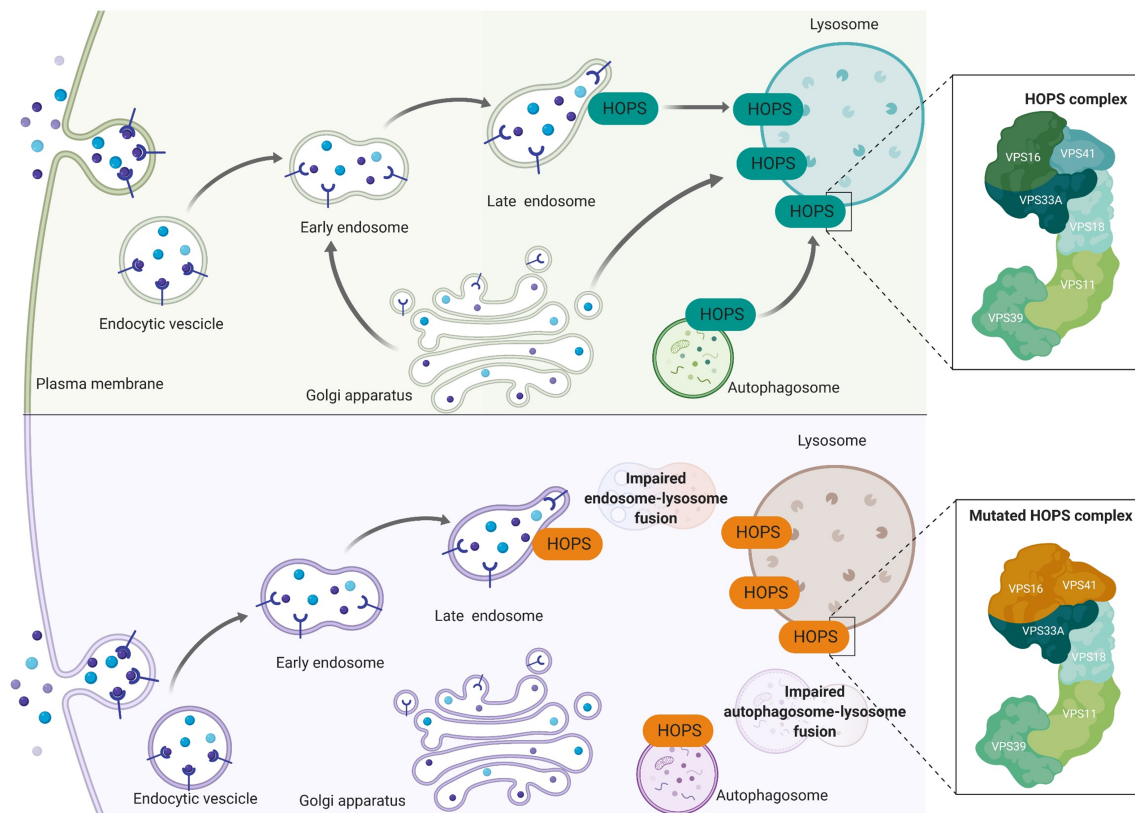 Lysosome
HOPS
HOPS
HOPS
HOPS
Late endosome
Early endosome
Endocytic vescicle
Plasma membrane
Golgi apparatus
HOPS
Autophagosome
HOPS complex
VPS16
VPS41
VPS33A
VPS18
VPS11
VPS39
Lysosome
Impaired
endosome-lysosome
fusion
HOPS
HOPS
HOPS
HOPS
Late endosome
Early endosome
Endocytic vescicle
Golgi apparatus
HOPS
Impaired
autophagosome-lysosome
fusion
Autophagosome
Mutated HOPS complex
VPS16
VPS41
VPS33A
VPS18
VPS11
VPS39